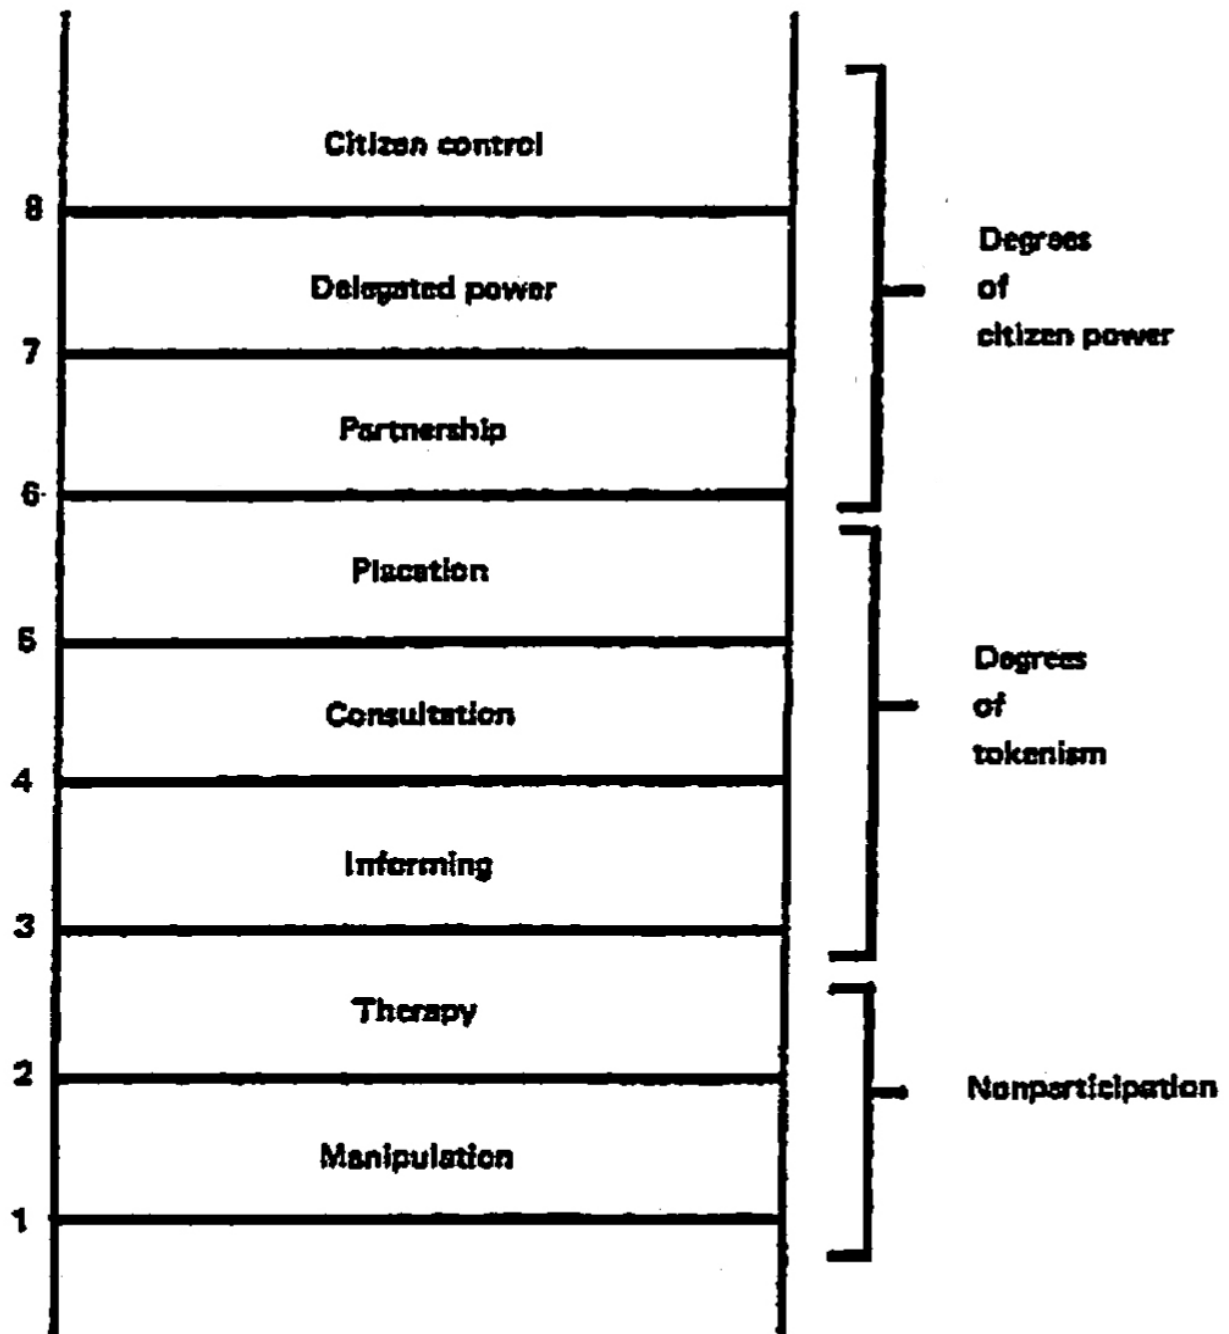 Citizen control
8
Delegated power
7
Partnership
6
Placation
5
Consultation
4
Informing
3
Therapy
2
Manipulation
1
Degrees
of
citizen power
Degrees
of
tokenism
Nonparticipation